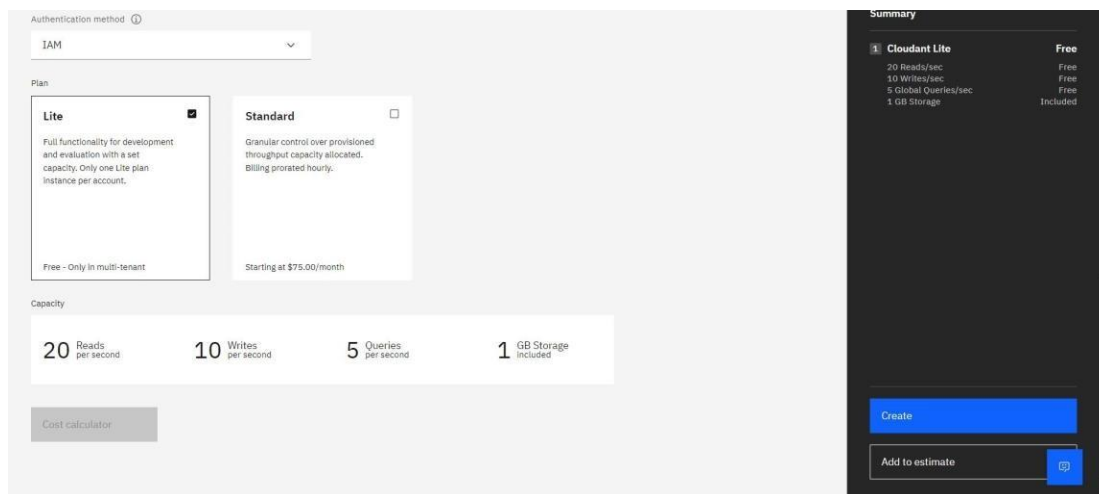 Authentication method
IAM
Plan
Lite
Full functionality for development
and evaluation with a set
capacity. Only one Lite plan
instance per account.
Free - Only in multi-tenant
Standard
Granular control over provisioned
throughput capacity allocated.
Billing prorated hourly.
Starting at $75.00/month
Capacity
20 Reads per second
10 Writes per second
5 Queries per second
1 GB Storage included
Cost calculator
Summary
1 Cloudant Lite Free
20 Reads/sec Free
10 Writes/sec Free
5 Global Queries/sec Free
1 GB Storage Included
Create
Add to estimate